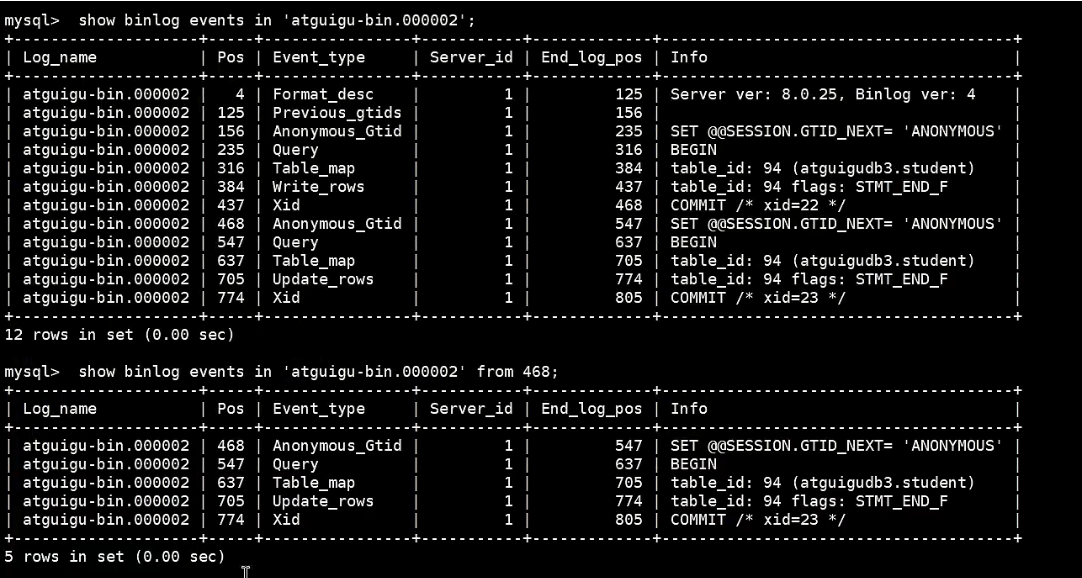 mysql>  show binlog events in 'atguigu-bin.000002';
+--------------------+-----+----------------+-----------+-------------+--------------------------------------+
| Log_name           | Pos | Event_type     | Server_id | End_log_pos | Info                                 |
+--------------------+-----+----------------+-----------+-------------+--------------------------------------+
| atguigu-bin.000002 |   4 | Format_desc    |         1 |         125 | Server ver: 8.0.25, Binlog ver: 4    |
| atguigu-bin.000002 | 125 | Previous_gtids |         1 |         156 |                                      |
| atguigu-bin.000002 | 156 | Anonymous_Gtid |         1 |         235 | SET @@SESSION.GTID_NEXT= 'ANONYMOUS' |
| atguigu-bin.000002 | 235 | Query          |         1 |         316 | BEGIN                                |
| atguigu-bin.000002 | 316 | Table_map      |         1 |         384 | table_id: 94 (atguigudb3.student)    |
| atguigu-bin.000002 | 384 | Write_rows     |         1 |         437 | table_id: 94 flags: STMT_END_F       |
| atguigu-bin.000002 | 437 | Xid            |         1 |         468 | COMMIT /* xid=22 */                  |
| atguigu-bin.000002 | 468 | Anonymous_Gtid |         1 |         547 | SET @@SESSION.GTID_NEXT= 'ANONYMOUS' |
| atguigu-bin.000002 | 547 | Query          |         1 |         637 | BEGIN                                |
| atguigu-bin.000002 | 637 | Table_map      |         1 |         705 | table_id: 94 (atguigudb3.student)    |
| atguigu-bin.000002 | 705 | Update_rows    |         1 |         774 | table_id: 94 flags: STMT_END_F       |
| atguigu-bin.000002 | 774 | Xid            |         1 |         805 | COMMIT /* xid=23 */                  |
+--------------------+-----+----------------+-----------+-------------+--------------------------------------+
12 rows in set (0.00 sec)
mysql>  show binlog events in 'atguigu-bin.000002' from 468;
+--------------------+-----+----------------+-----------+-------------+--------------------------------------+
| Log_name           | Pos | Event_type     | Server_id | End_log_pos | Info                                 |
+--------------------+-----+----------------+-----------+-------------+--------------------------------------+
| atguigu-bin.000002 | 468 | Anonymous_Gtid |         1 |         547 | SET @@SESSION.GTID_NEXT= 'ANONYMOUS' |
| atguigu-bin.000002 | 547 | Query          |         1 |         637 | BEGIN                                |
| atguigu-bin.000002 | 637 | Table_map      |         1 |         705 | table_id: 94 (atguigudb3.student)    |
| atguigu-bin.000002 | 705 | Update_rows    |         1 |         774 | table_id: 94 flags: STMT_END_F       |
| atguigu-bin.000002 | 774 | Xid            |         1 |         805 | COMMIT /* xid=23 */                  |
+--------------------+-----+----------------+-----------+-------------+--------------------------------------+
5 rows in set (0.00 sec)